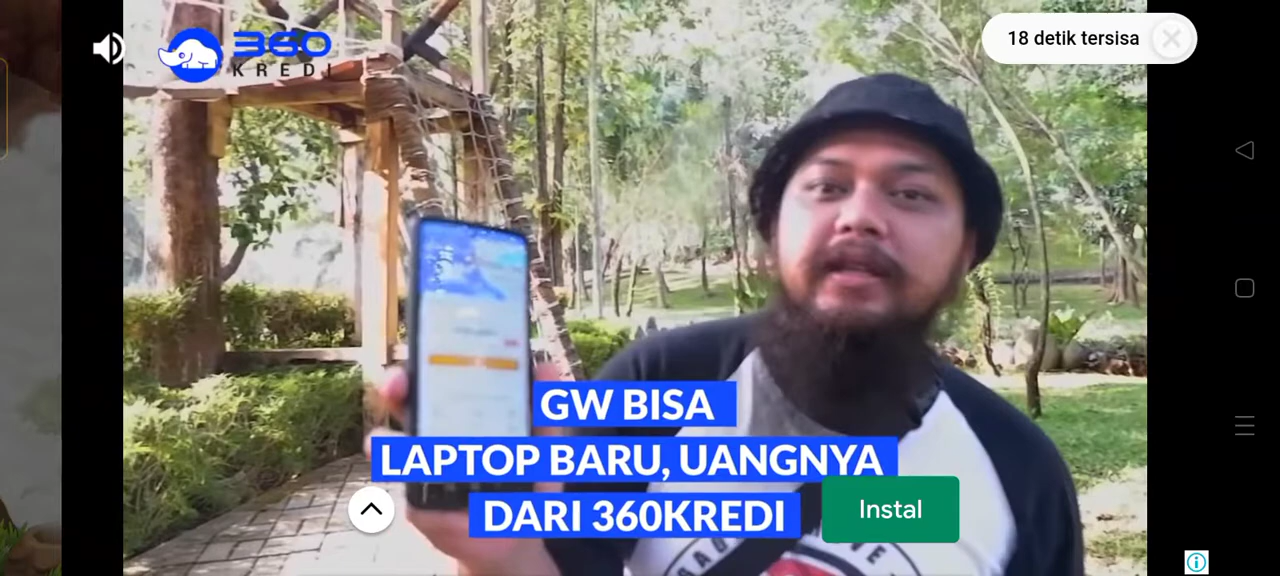 360
KREDI
18 detik tersisa
GW BISA
LAPTOP BARU, UANGNYA
DARI 360KREDI
Instal